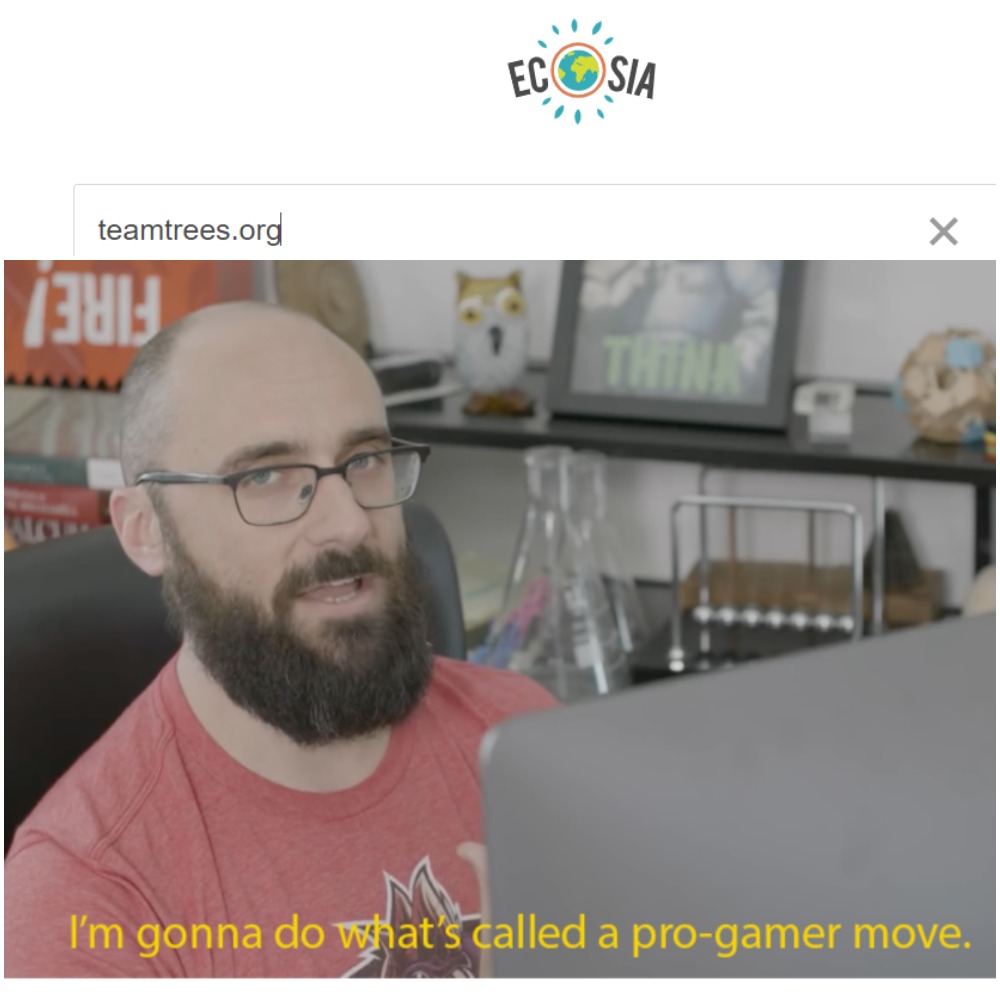 ECOSIA
teamtrees.org
FIRE!
THINK
I'm gonna do what's called a pro-gamer move.